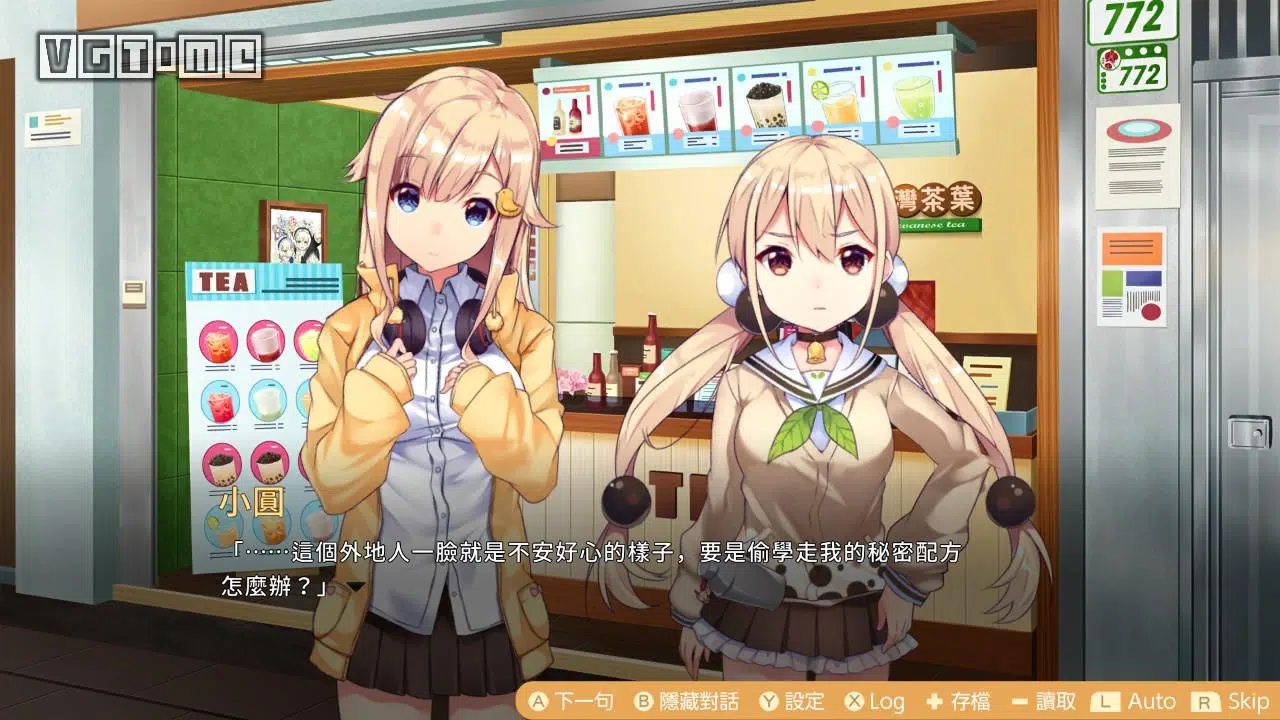 VGTIME
772
772
灣茶葉
wanese tea
TEA
小圓
「……這個外地人一臉就是不安好心的樣子，要是偷學走我的秘密配方
怎麼辦？」
A 下一句 B 隱藏對話 Y 設定 X Log + 存檔 − 讀取 L Auto R Skip